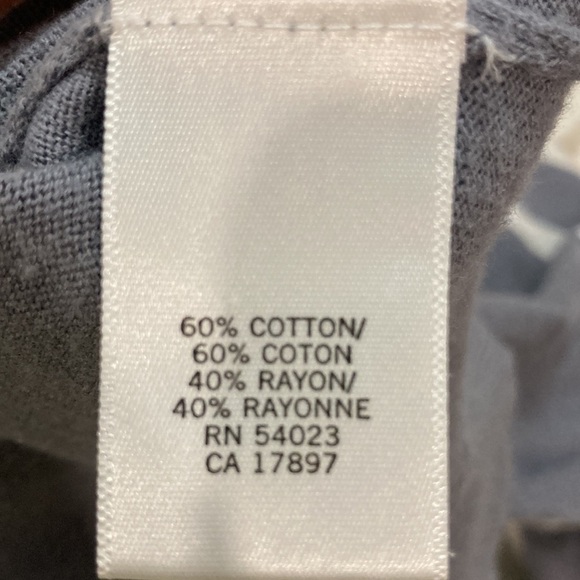 60% COTTON/
60% COTON
40% RAYON/
40% RAYONNE
RN 54023
CA 17897